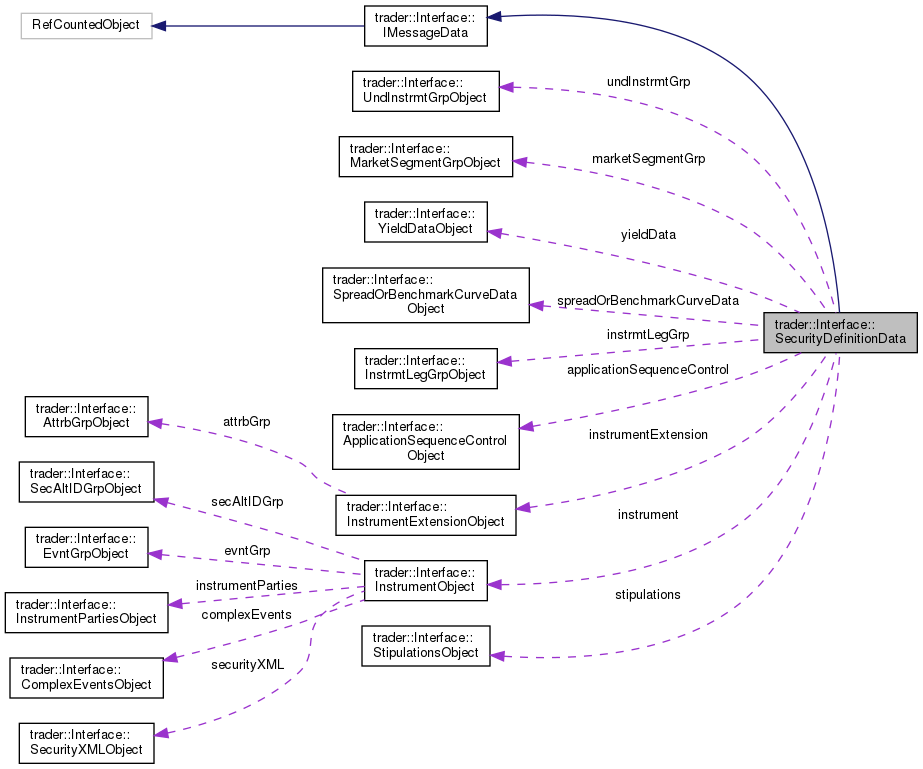 RefCountedObject
trader::Interface::
IMessageData
trader::Interface::
UndInstrmtGrpObject
undInstrmtGrp
trader::Interface::
MarketSegmentGrpObject
marketSegmentGrp
trader::Interface::
YieldDataObject
yieldData
trader::Interface::
SpreadOrBenchmarkCurveData
Object
spreadOrBenchmarkCurveData
trader::Interface::
SecurityDefinitionData
instrmtLegGrp
trader::Interface::
InstrmtLegGrpObject
applicationSequenceControl
trader::Interface::
ApplicationSequenceControl
Object
trader::Interface::
AttrbGrpObject
attrbGrp
instrumentExtension
trader::Interface::
SecAltIDGrpObject
secAltIDGrp
trader::Interface::
InstrumentExtensionObject
instrument
trader::Interface::
EvntGrpObject
evntGrp
trader::Interface::
InstrumentObject
instrumentParties
stipulations
trader::Interface::
InstrumentPartiesObject
complexEvents
trader::Interface::
StipulationsObject
trader::Interface::
ComplexEventsObject
securityXML
trader::Interface::
SecurityXMLObject